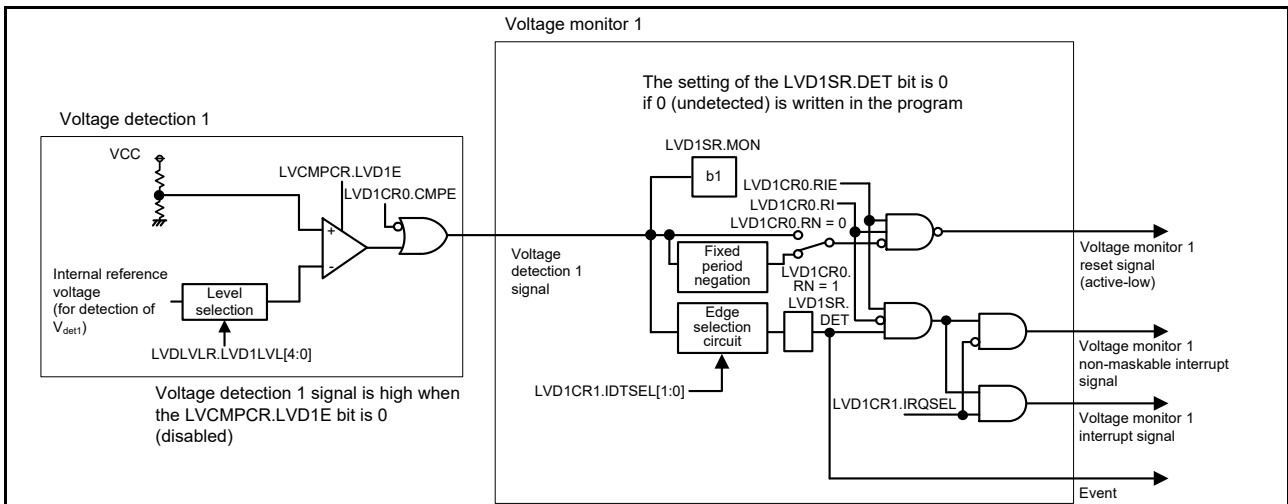 Voltage monitor 1
The setting of the LVD1SR.DET bit is 0
if 0 (undetected) is written in the program
Voltage detection 1
VCC
LVCMPCR.LVD1E
LVD1CR0.CMPE
+
-
Internal reference
voltage
(for detection of
Vdet1)
Level
selection
LVDLVLR.LVD1LVL[4:0]
Voltage detection 1 signal is high when
the LVCMPCR.LVD1E bit is 0
(disabled)
Voltage
detection 1
signal
LVD1SR.MON
b1
LVD1CR0.RIE
LVD1CR0.RI
LVD1CR0.RN = 0
Fixed
period
negation
LVD1CR0.
RN = 1
LVD1SR.
DET
Edge
selection
circuit
LVD1CR1.IDTSEL[1:0]
LVD1CR1.IRQSEL
Voltage monitor 1
reset signal
(active-low)
Voltage monitor 1
non-maskable interrupt
signal
Voltage monitor 1
interrupt signal
Event